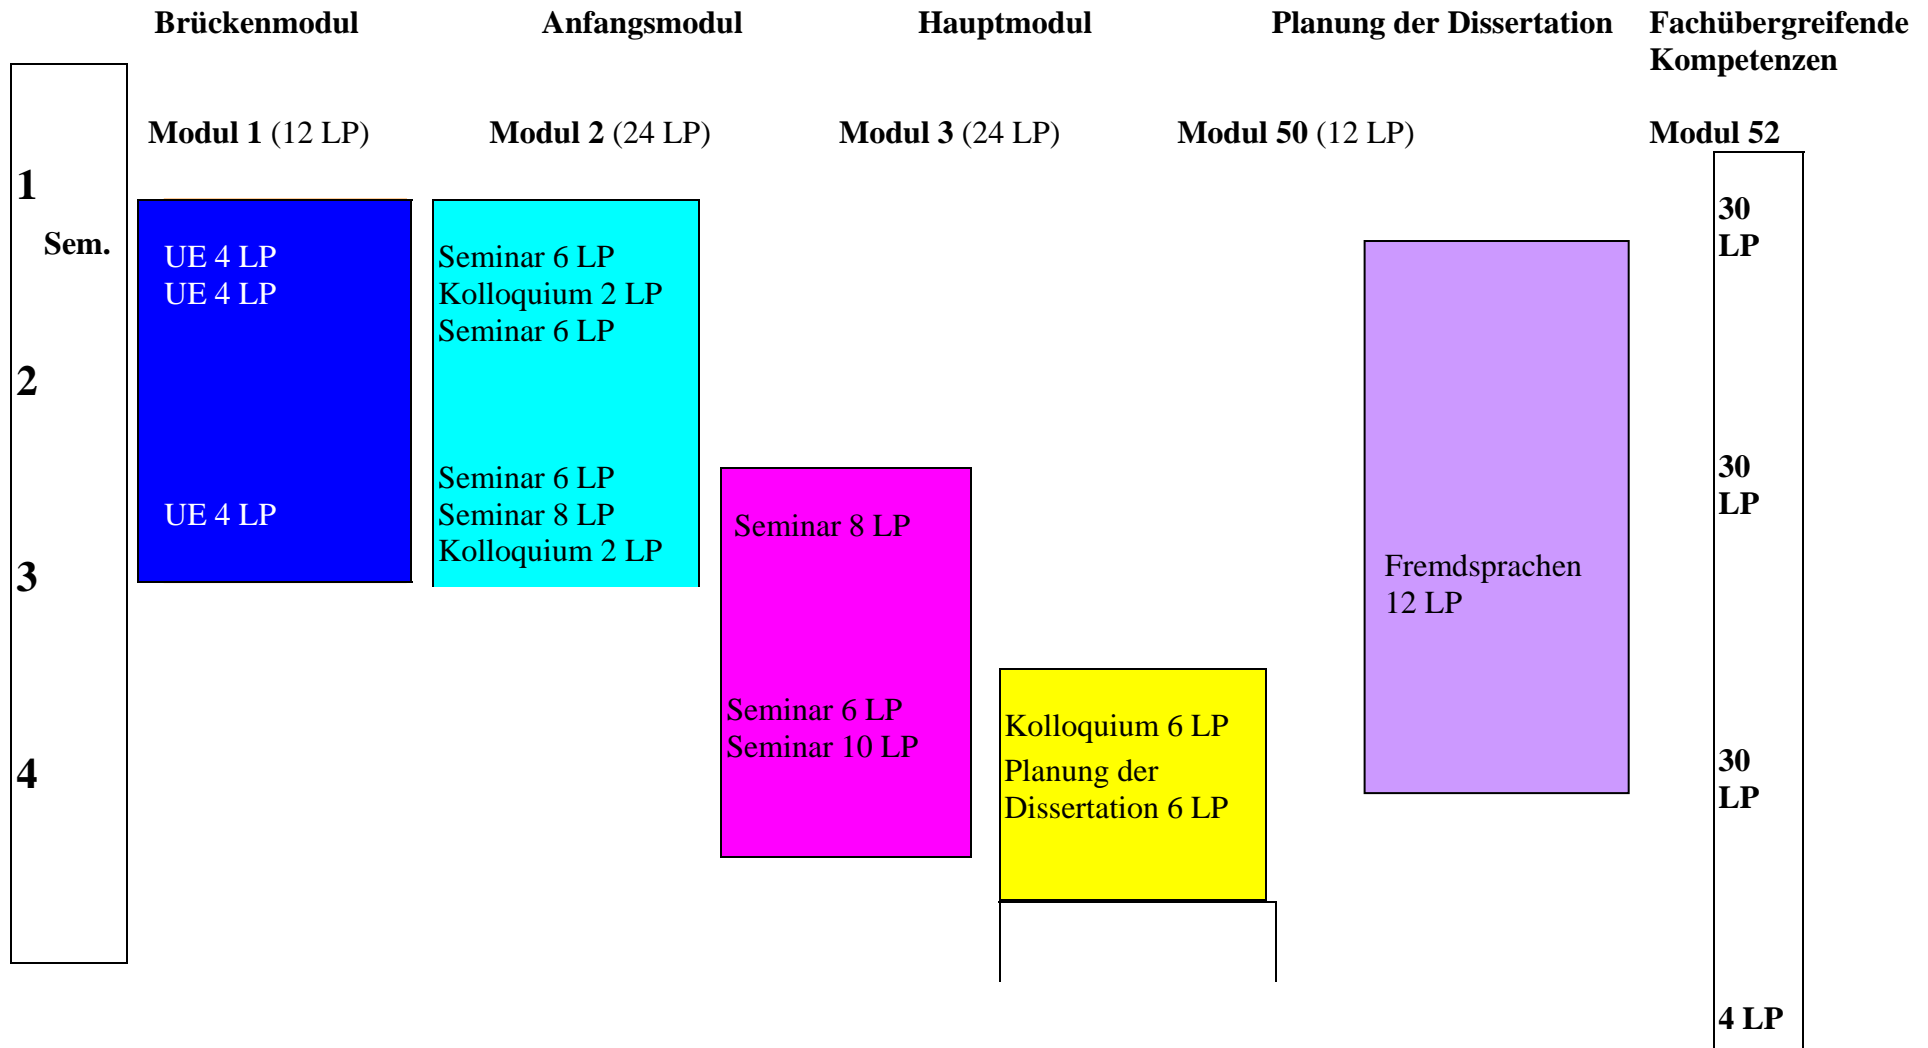 Brückenmodul Anfangsmodul Hauptmodul Planung der Dissertation Fachübergreifende
Kompetenzen
Modul 1 (12 LP) Modul 2 (24 LP) Modul 3 (24 LP) Modul 50 (12 LP) Modul 52
1
Sem.
2
3
4
UE 4 LP
UE 4 LP
UE 4 LP
Seminar 6 LP
Kolloquium 2 LP
Seminar 6 LP
Seminar 6 LP
Seminar 8 LP
Kolloquium 2 LP
Seminar 8 LP
Seminar 6 LP
Seminar 10 LP
Kolloquium 6 LP
Planung der
Dissertation 6 LP
Fremdsprachen
12 LP
30
LP
30
LP
30
LP
4 LP